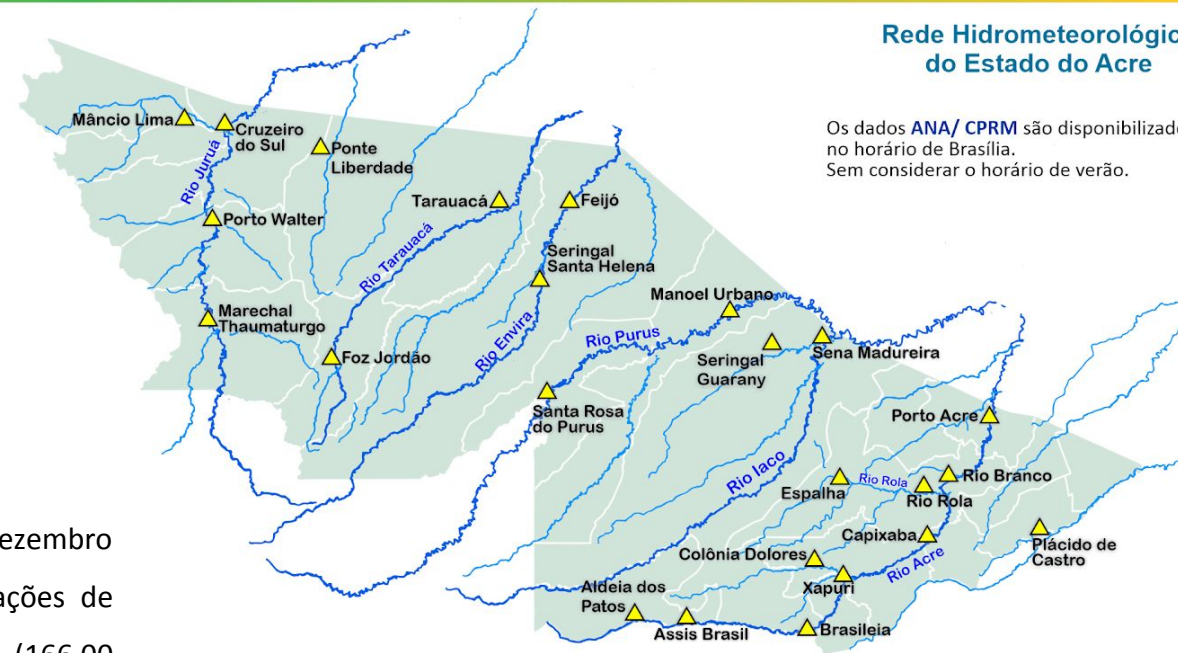 Rede Hidrometeorológic
do Estado do Acre
Os dados ANA/ CPRM são disponibilizad
no horário de Brasília.
Sem considerar o horário de verão.
Mâncio Lima
Cruzeiro
do Sul
Ponte
Liberdade
Rio Juruá
Porto Walter
Tarauacá
Feijó
Rio Tarauacá
Seringal
Santa Helena
Marechal
Thaumaturgo
Foz Jordão
Rio Envira
Manoel Urbano
Rio Purus
Seringal
Guarany
Sena Madureira
Santa Rosa
do Purus
Porto Acre
Rio Iaco
Espalha
Rio Rola
Rio Branco
Rio Rola
Capixaba
Plácido de
Castro
Colônia Dolores
Rio Acre
Xapuri
Aldeia dos
Patos
Assis Brasil
Brasileia
ezembro
ações de
(166,00